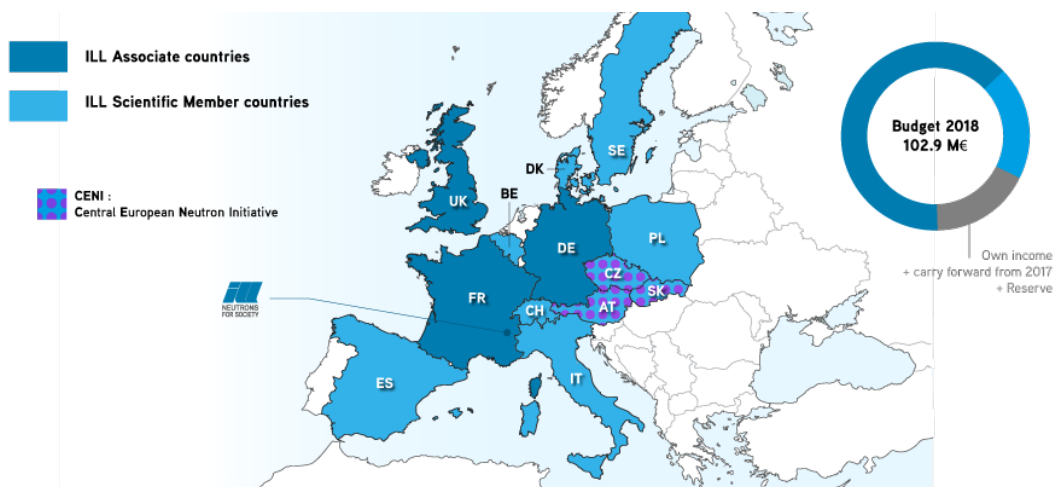 ILL Associate countries
ILL Scientific Member countries
CENI :
Central European Neutron Initiative
ill
NEUTRONS
FOR SOCIETY
SE
DK
BE
UK
DE
PL
CZ
SK
FR
AT
CH
ES
IT
Budget 2018
102.9 M€
Own income
+ carry forward from 2017
+ Reserve